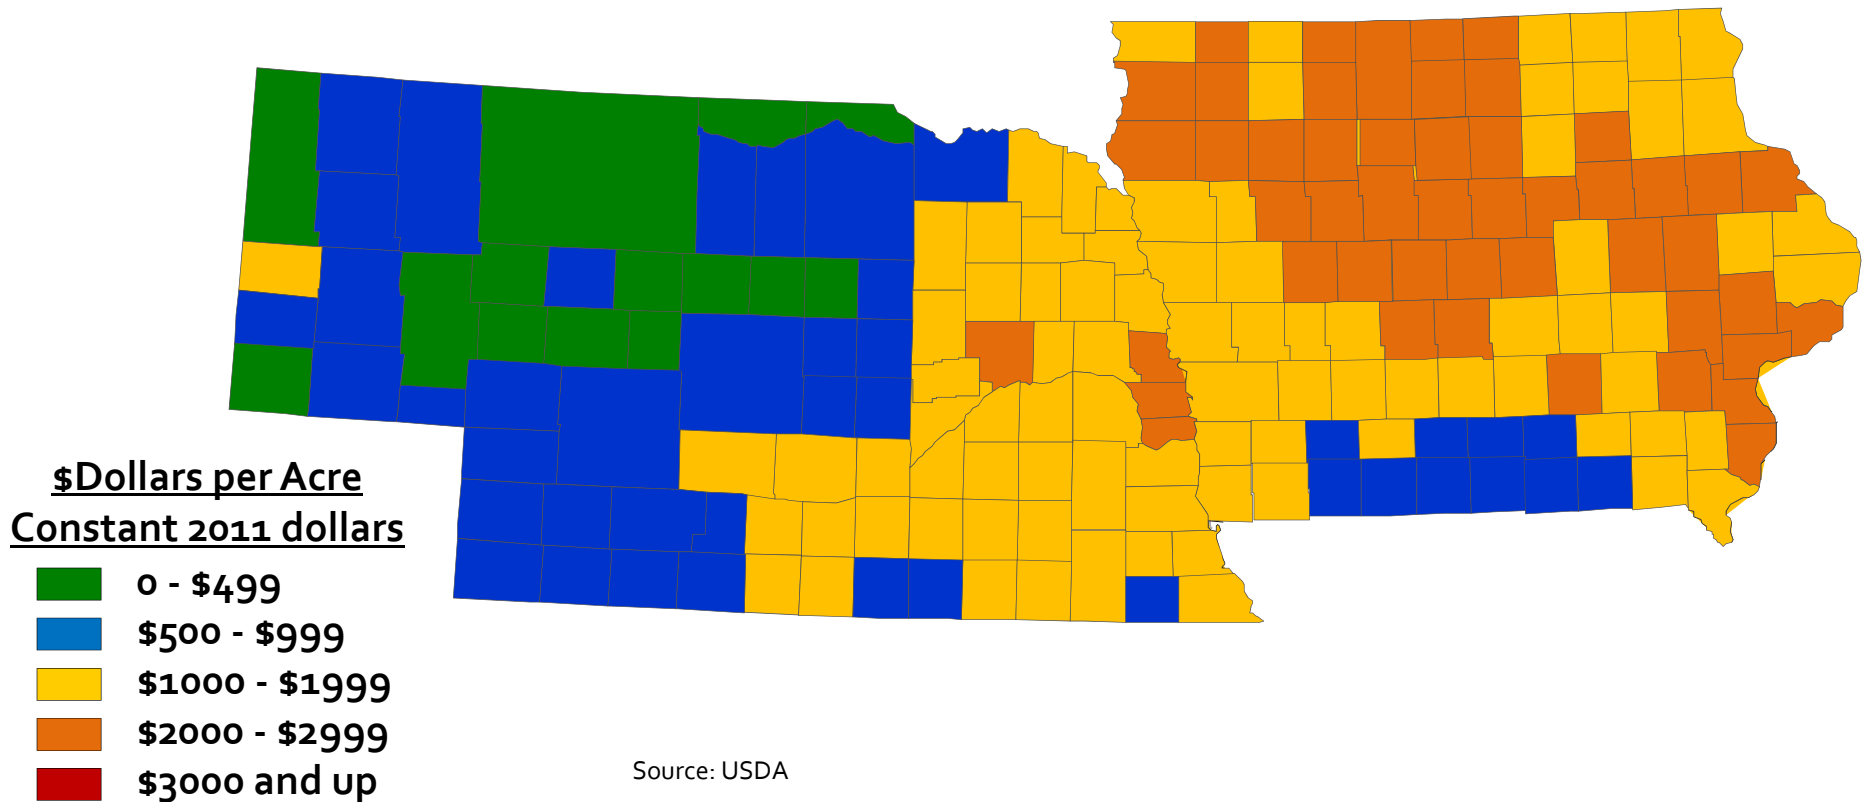 $Dollars per Acre
Constant 2011 dollars
0 - $499
$500 - $999
$1000 - $1999
$2000 - $2999
$3000 and up
Source: USDA